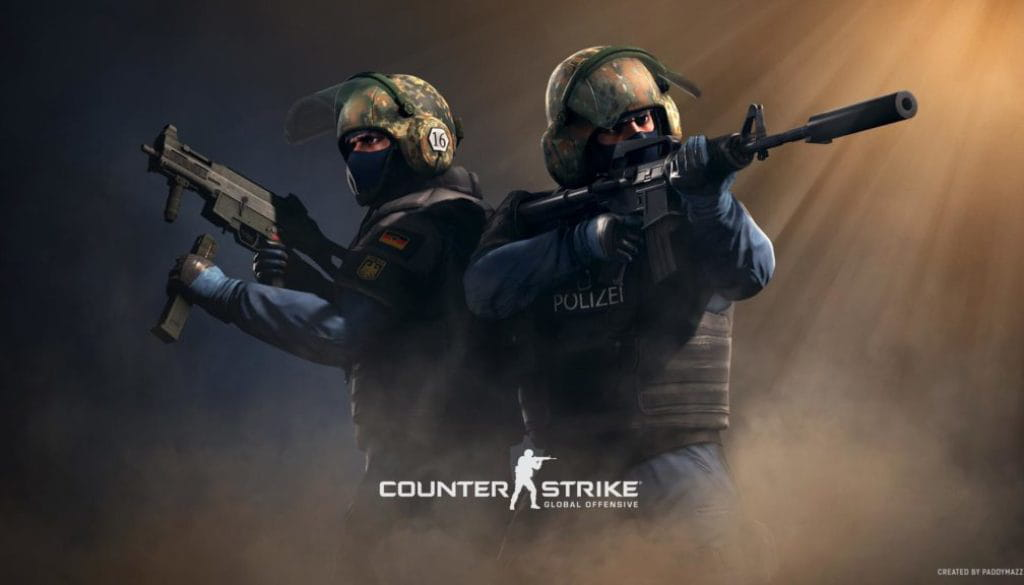 16
POLIZEI
COUNTER STRIKE
GLOBAL OFFENSIVE
CREATED BY PADDYMAZZ